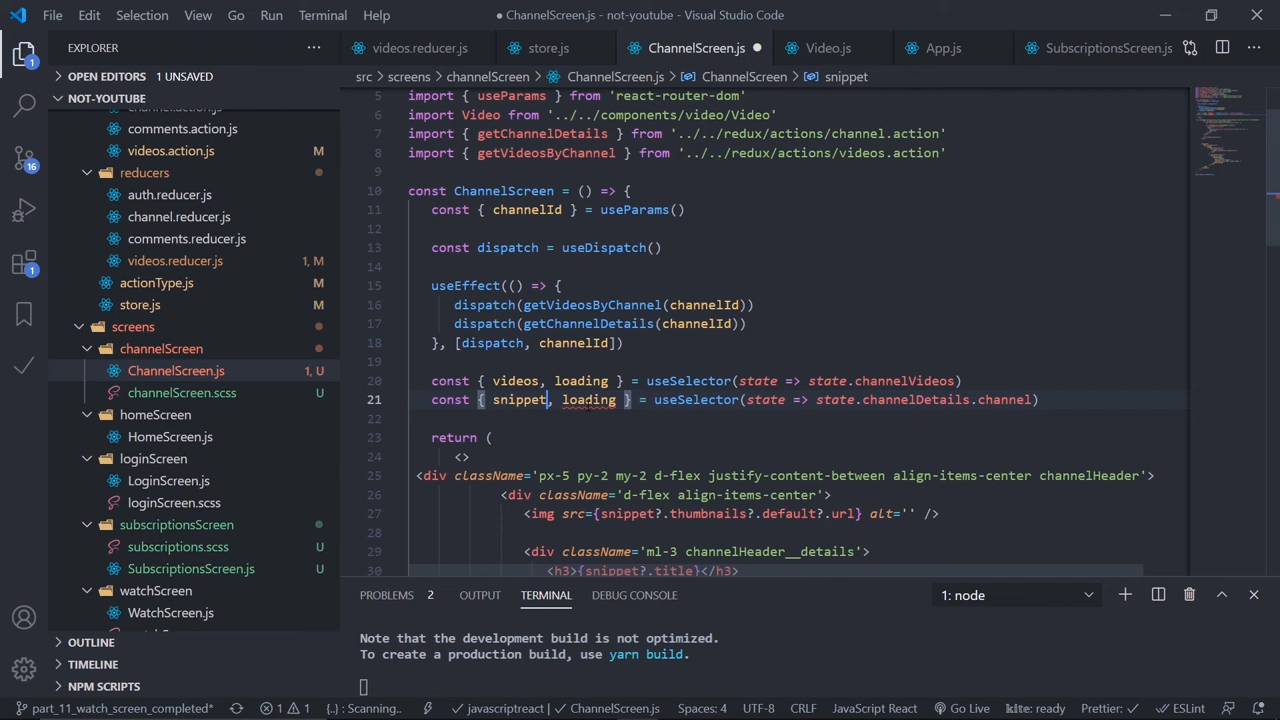 File Edit Selection View Go Run Terminal Help
● ChannelScreen.js - not-youtube - Visual Studio Code
EXPLORER
OPEN EDITORS 1 UNSAVED
NOT-YOUTUBE
comments.action.js
videos.action.js M
reducers
auth.reducer.js
channel.reducer.js
comments.reducer.js
videos.reducer.js 1, M
actionType.js M
store.js M
screens
channelScreen
ChannelScreen.js 1, U
channelScreen.scss U
homeScreen
HomeScreen.js
loginScreen
LoginScreen.js
loginScreen.scss
subscriptionsScreen
subscriptions.scss U
SubscriptionsScreen.js U
watchScreen
WatchScreen.js
OUTLINE
TIMELINE
NPM SCRIPTS
1
16
1
videos.reducer.js store.js ChannelScreen.js Video.js App.js SubscriptionsScreen.js
src > screens > channelScreen > ChannelScreen.js > ChannelScreen > snippet
5 import { useParams } from 'react-router-dom'
6 import Video from '../../components/video/Video'
7 import { getChannelDetails } from '../../redux/actions/channel.action'
8 import { getVideosByChannel } from '../../redux/actions/videos.action'
9
10 const ChannelScreen = () => {
11 const { channelId } = useParams()
12
13 const dispatch = useDispatch()
14
15 useEffect(() => {
16 dispatch(getVideosByChannel(channelId))
17 dispatch(getChannelDetails(channelId))
18 }, [dispatch, channelId])
19
20 const { videos, loading } = useSelector(state => state.channelVideos)
21 const { snippet, loading } = useSelector(state => state.channelDetails.channel)
22
23 return (
24 <>
25 <div className='px-5 py-2 my-2 d-flex justify-content-between align-items-center channelHeader'>
26 <div className='d-flex align-items-center'>
27 <img src={snippet?.thumbnails?.default?.url} alt='' />
28
29 <div className='ml-3 channelHeader__details'>
30 <h3>{snippet?.title}</h3>
PROBLEMS 2 OUTPUT TERMINAL DEBUG CONSOLE 1: node
Note that the development build is not optimized.
To create a production build, use yarn build.
part_11_watch_screen_completed* 1 1 {..} : Scanning.. javascriptreact | ChannelScreen.js Spaces: 4 UTF-8 CRLF JavaScript React Go Live kite: ready Prettier: ESLint